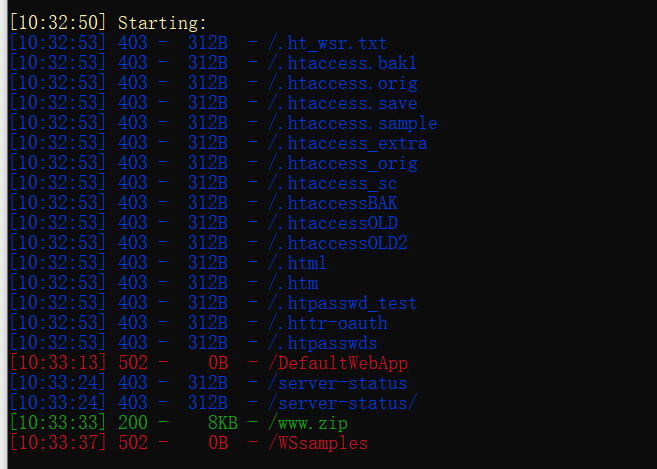 [10:32:50] Starting:
[10:32:53] 403 -  312B  - /.ht_wsr.txt
[10:32:53] 403 -  312B  - /.htaccess.bak1
[10:32:53] 403 -  312B  - /.htaccess.orig
[10:32:53] 403 -  312B  - /.htaccess.save
[10:32:53] 403 -  312B  - /.htaccess.sample
[10:32:53] 403 -  312B  - /.htaccess_extra
[10:32:53] 403 -  312B  - /.htaccess_orig
[10:32:53] 403 -  312B  - /.htaccess_sc
[10:32:53] 403 -  312B  - /.htaccessBAK
[10:32:53] 403 -  312B  - /.htaccessOLD
[10:32:53] 403 -  312B  - /.htaccessOLD2
[10:32:53] 403 -  312B  - /.html
[10:32:53] 403 -  312B  - /.htm
[10:32:53] 403 -  312B  - /.htpasswd_test
[10:32:53] 403 -  312B  - /.httr-oauth
[10:32:53] 403 -  312B  - /.htpasswds
[10:33:13] 502 -    0B  - /DefaultWebApp
[10:33:24] 403 -  312B  - /server-status
[10:33:24] 403 -  312B  - /server-status/
[10:33:33] 200 -    8KB - /www.zip
[10:33:37] 502 -    0B  - /WSsamples